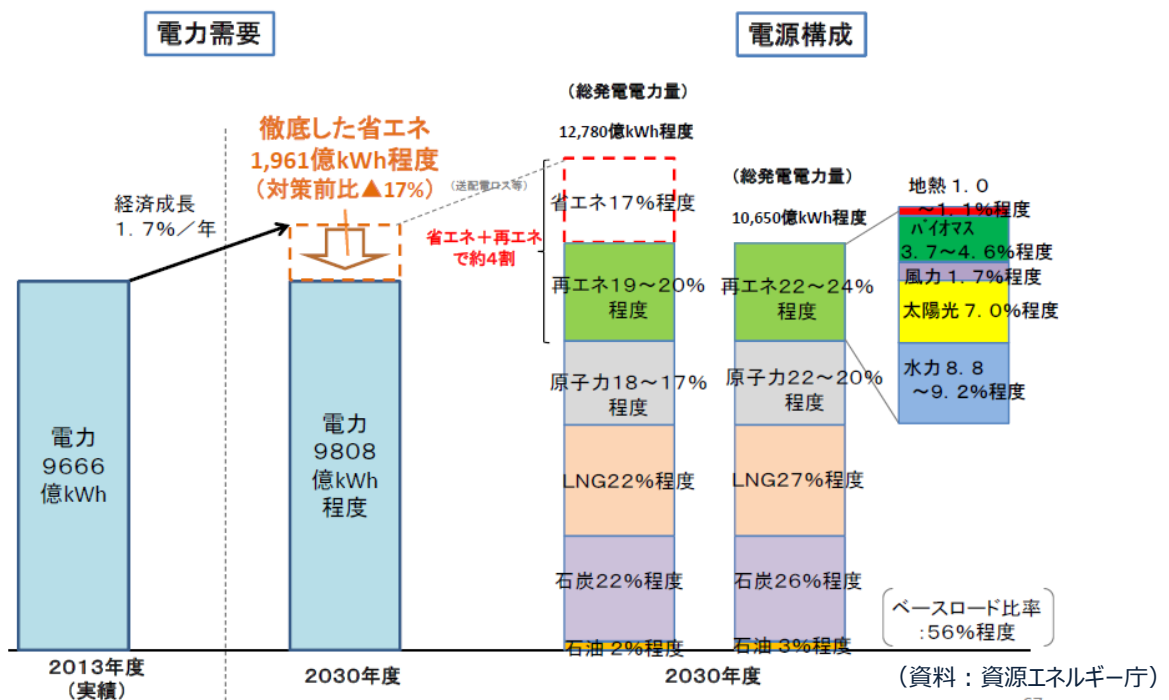 電力需要
電源構成
徹底した省エネ
1,961億kWh程度
（対策前比▲17%）
経済成長
１．７％／年
電力
9666
億kWh
電力
9808
億kWh
程度
2013年度
（実績）
2030年度
（総発電電力量）
12,780億kWh程度
（送配電ロス等）
省エネ＋再エネ
で約４割
省エネ１７％程度
再エネ１９～２０％
程度
原子力１８～１７％
程度
LNG２２％程度
石炭２２％程度
石油 ２％程度
（総発電電力量）
10,650億kWh程度
再エネ２２～２４％
程度
原子力２２～２０％
程度
LNG２７％程度
石炭２６％程度
石油 ３％程度
2030年度
地熱 １．０
～１．１％程度
バイオマス
３．７～４．６％程度
風力 １．７％程度
太陽光 ７．０％程度
水力 ８．８
～９．２％程度
ベースロード比率
：56％程度
（資料：資源エネルギー庁）